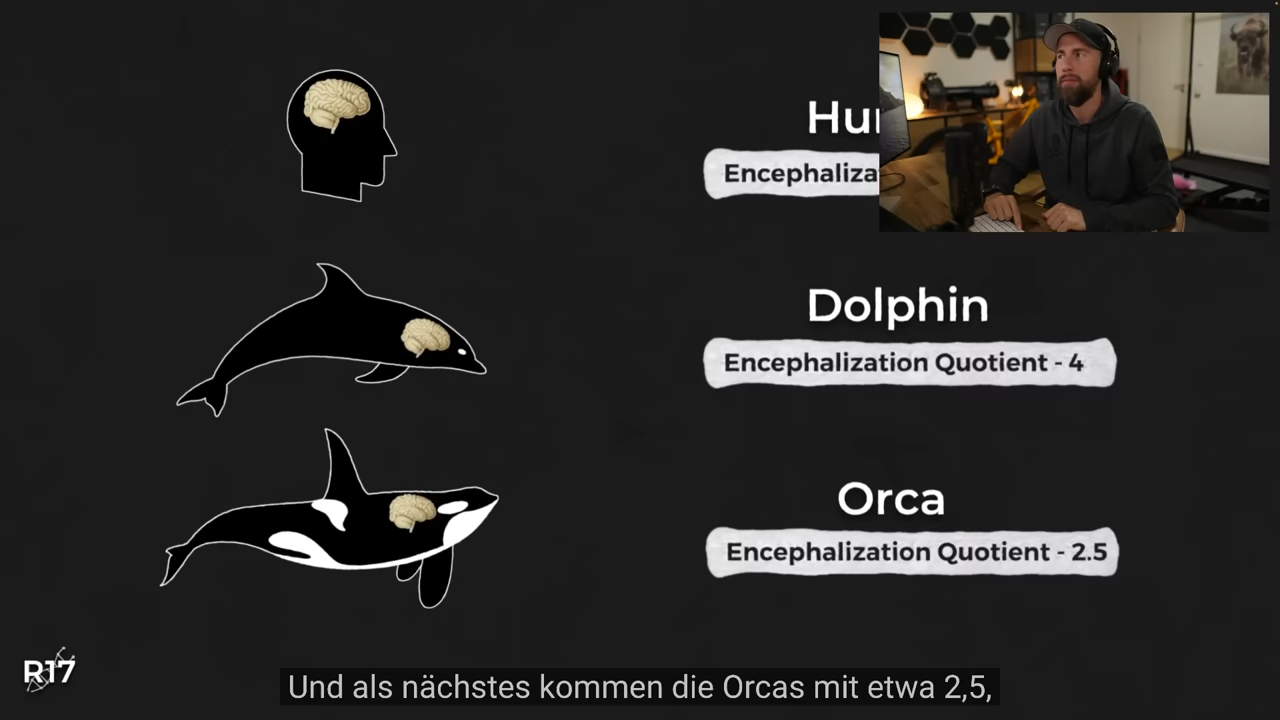 Hu
Encephaliza
Dolphin
Encephalization Quotient - 4
Orca
Encephalization Quotient - 2.5
R17
Und als nächstes kommen die Orcas mit etwa 2,5,